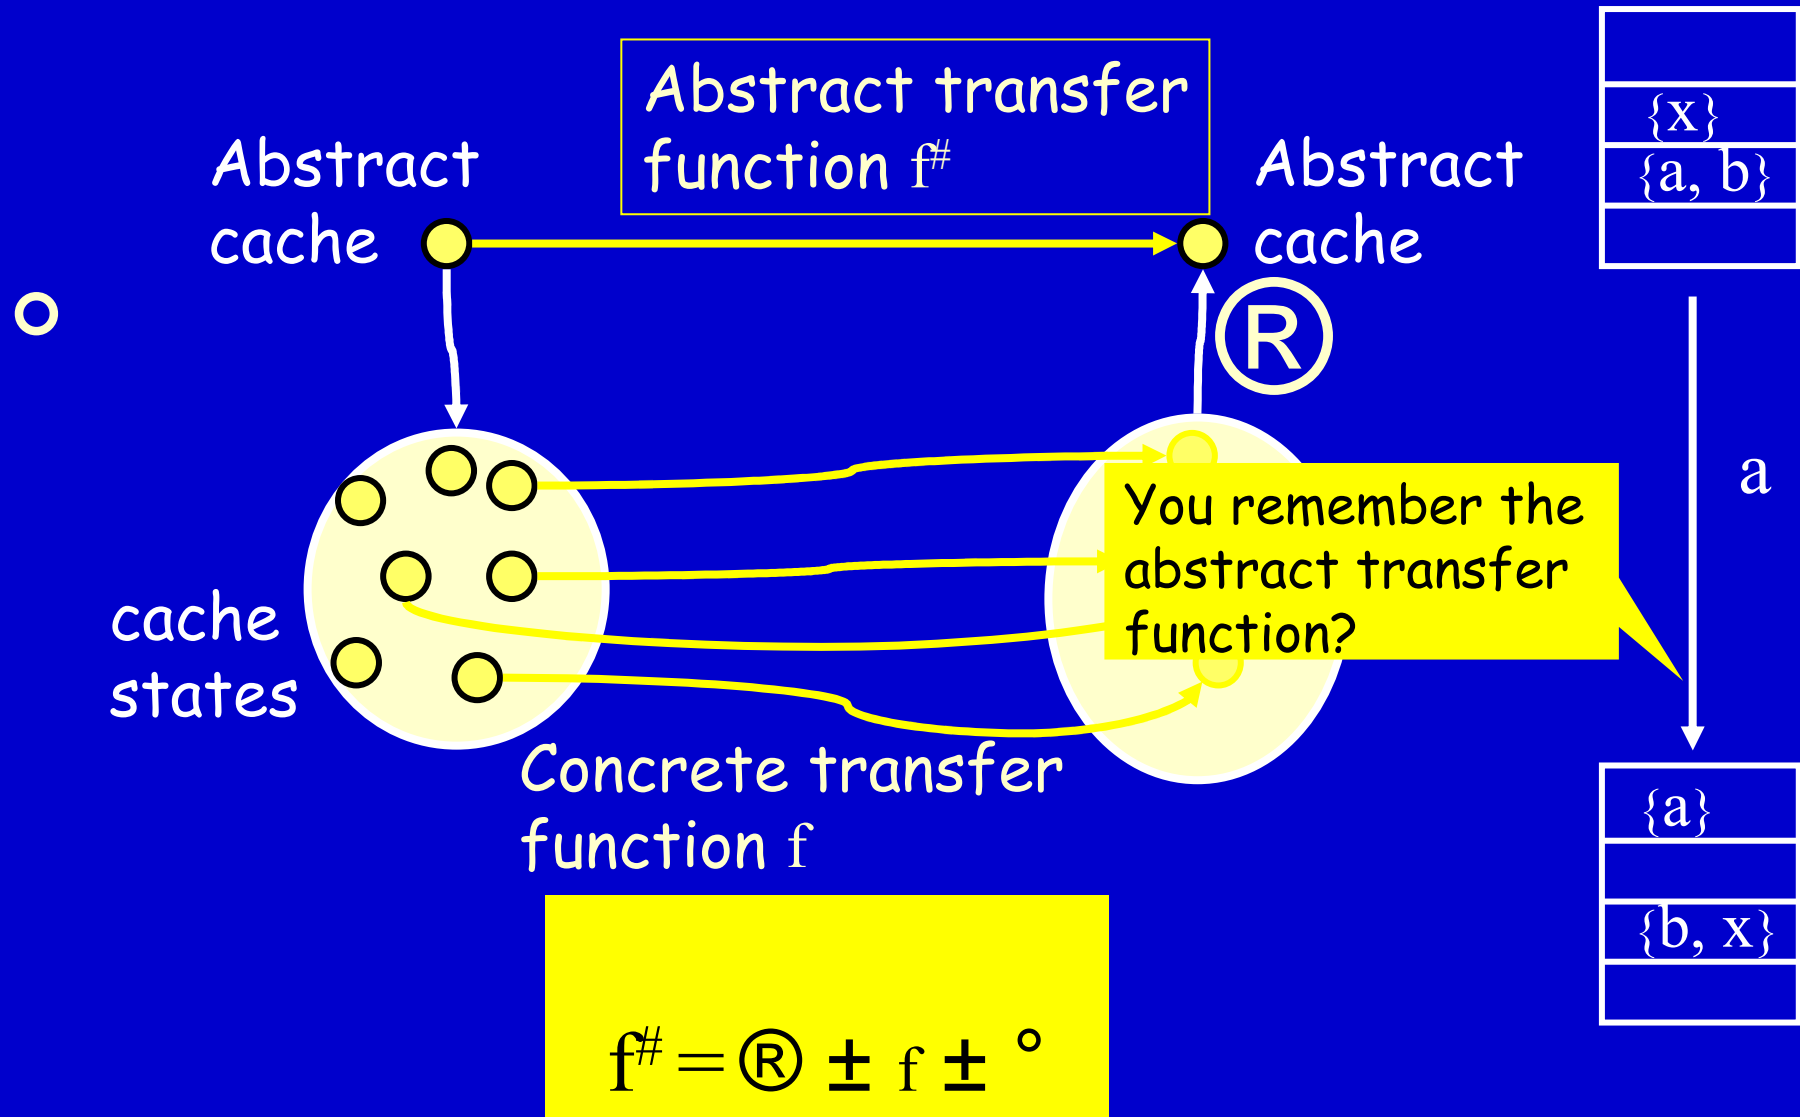 Abstract transfer
function f#
Abstract
cache
Abstract
cache
{x}
{a, b}
°
®
a
You remember the
abstract transfer
function?
cache
states
Concrete transfer
function f
{a}
{b, x}
f# = ® ± f ± °